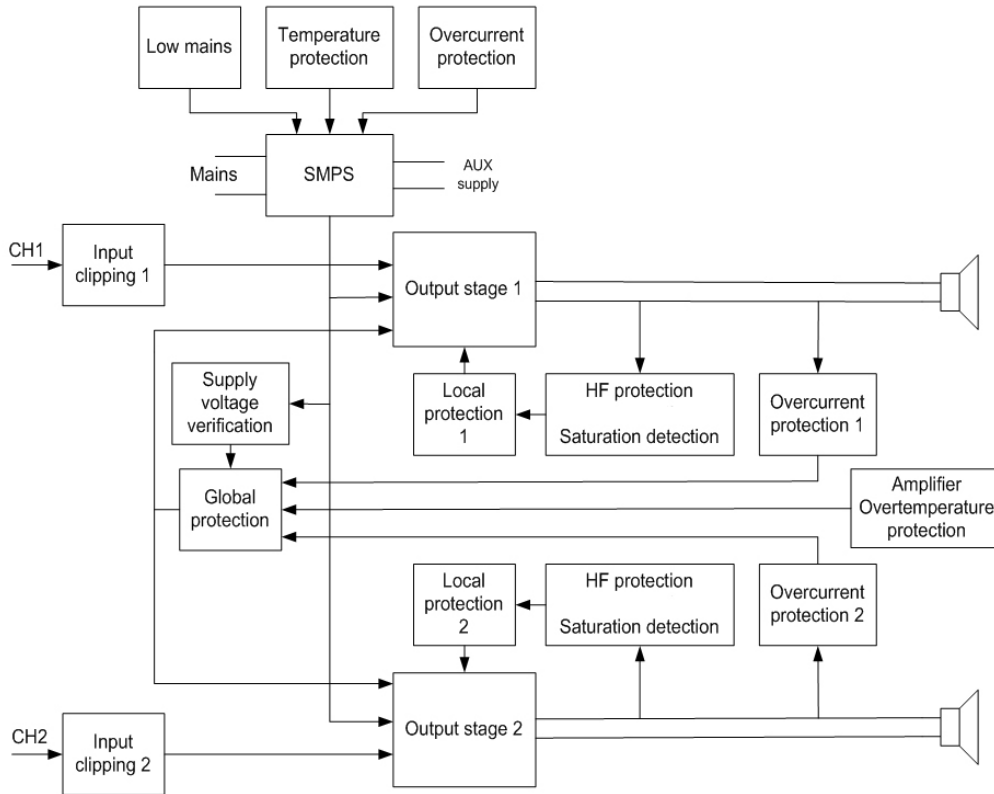 Low mains
Temperature
protection
Overcurrent
protection
Mains
SMPS
AUX
supply
CH1
Input
clipping 1
Output stage 1
Supply
voltage
verification
Local
protection
1
HF protection
Saturation detection
Overcurrent
protection 1
Global
protection
Amplifier
Overtemperature
protection
Local
protection
2
HF protection
Saturation detection
Overcurrent
protection 2
CH2
Input
clipping 2
Output stage 2